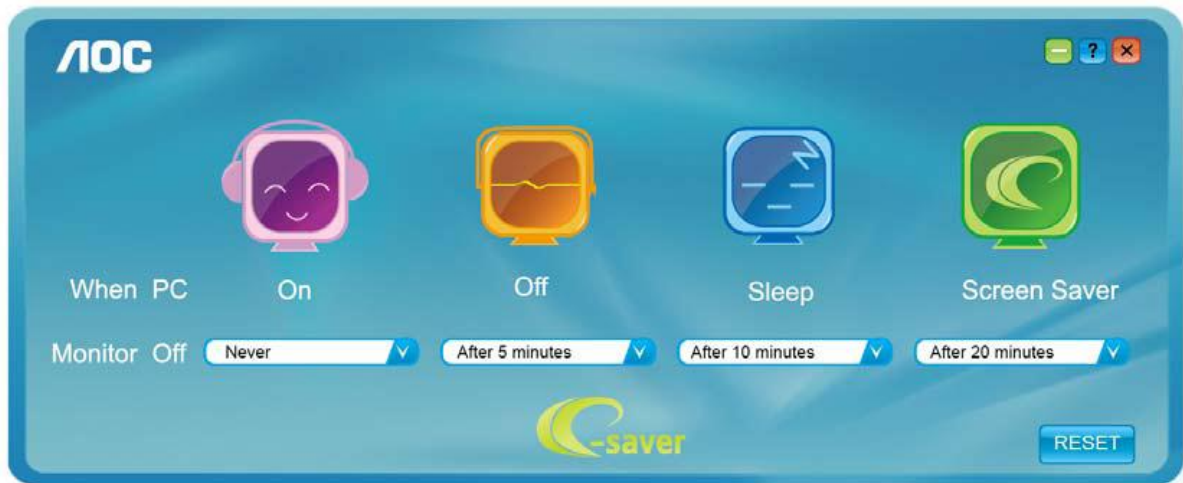 AOC
?
When PC On Off Sleep Screen Saver
Monitor Off Never After 5 minutes After 10 minutes After 20 minutes
e-saver
RESET